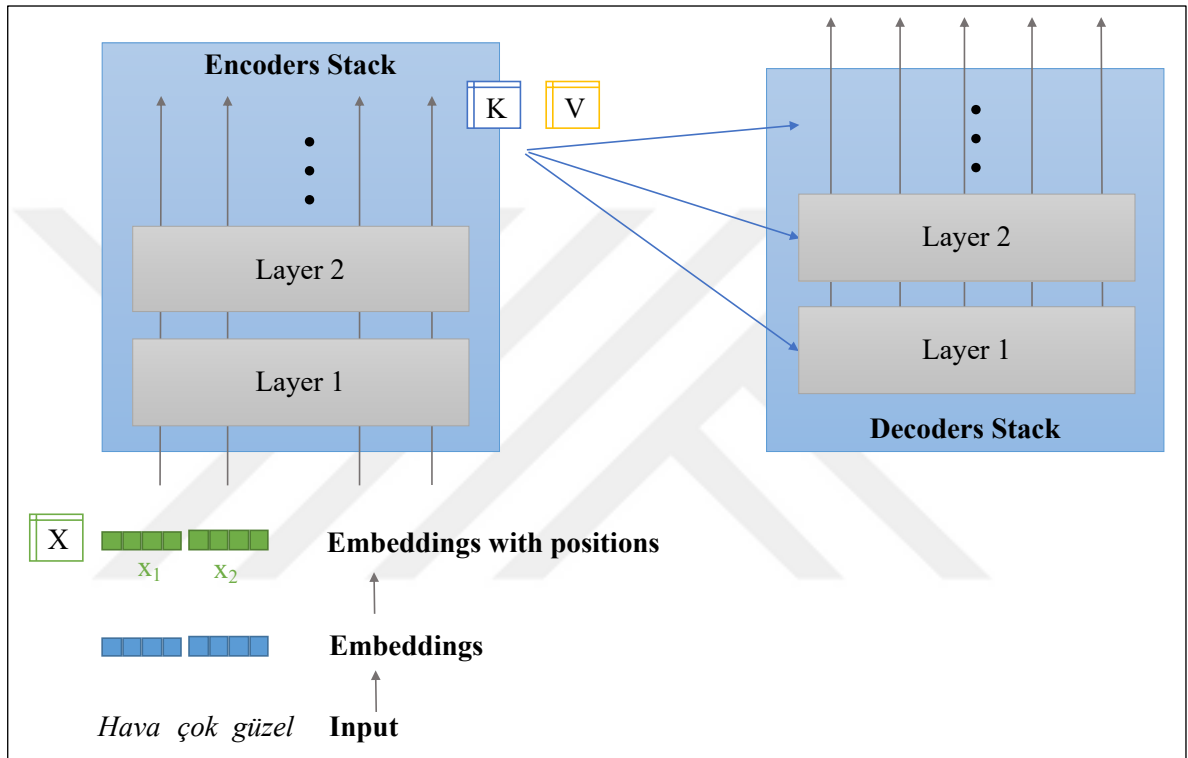 Encoders Stack
K
V
Layer 2
Layer 1
Layer 2
Layer 1
Decoders Stack
X
x₁ x₂
Embeddings with positions
Embeddings
Hava çok güzel Input